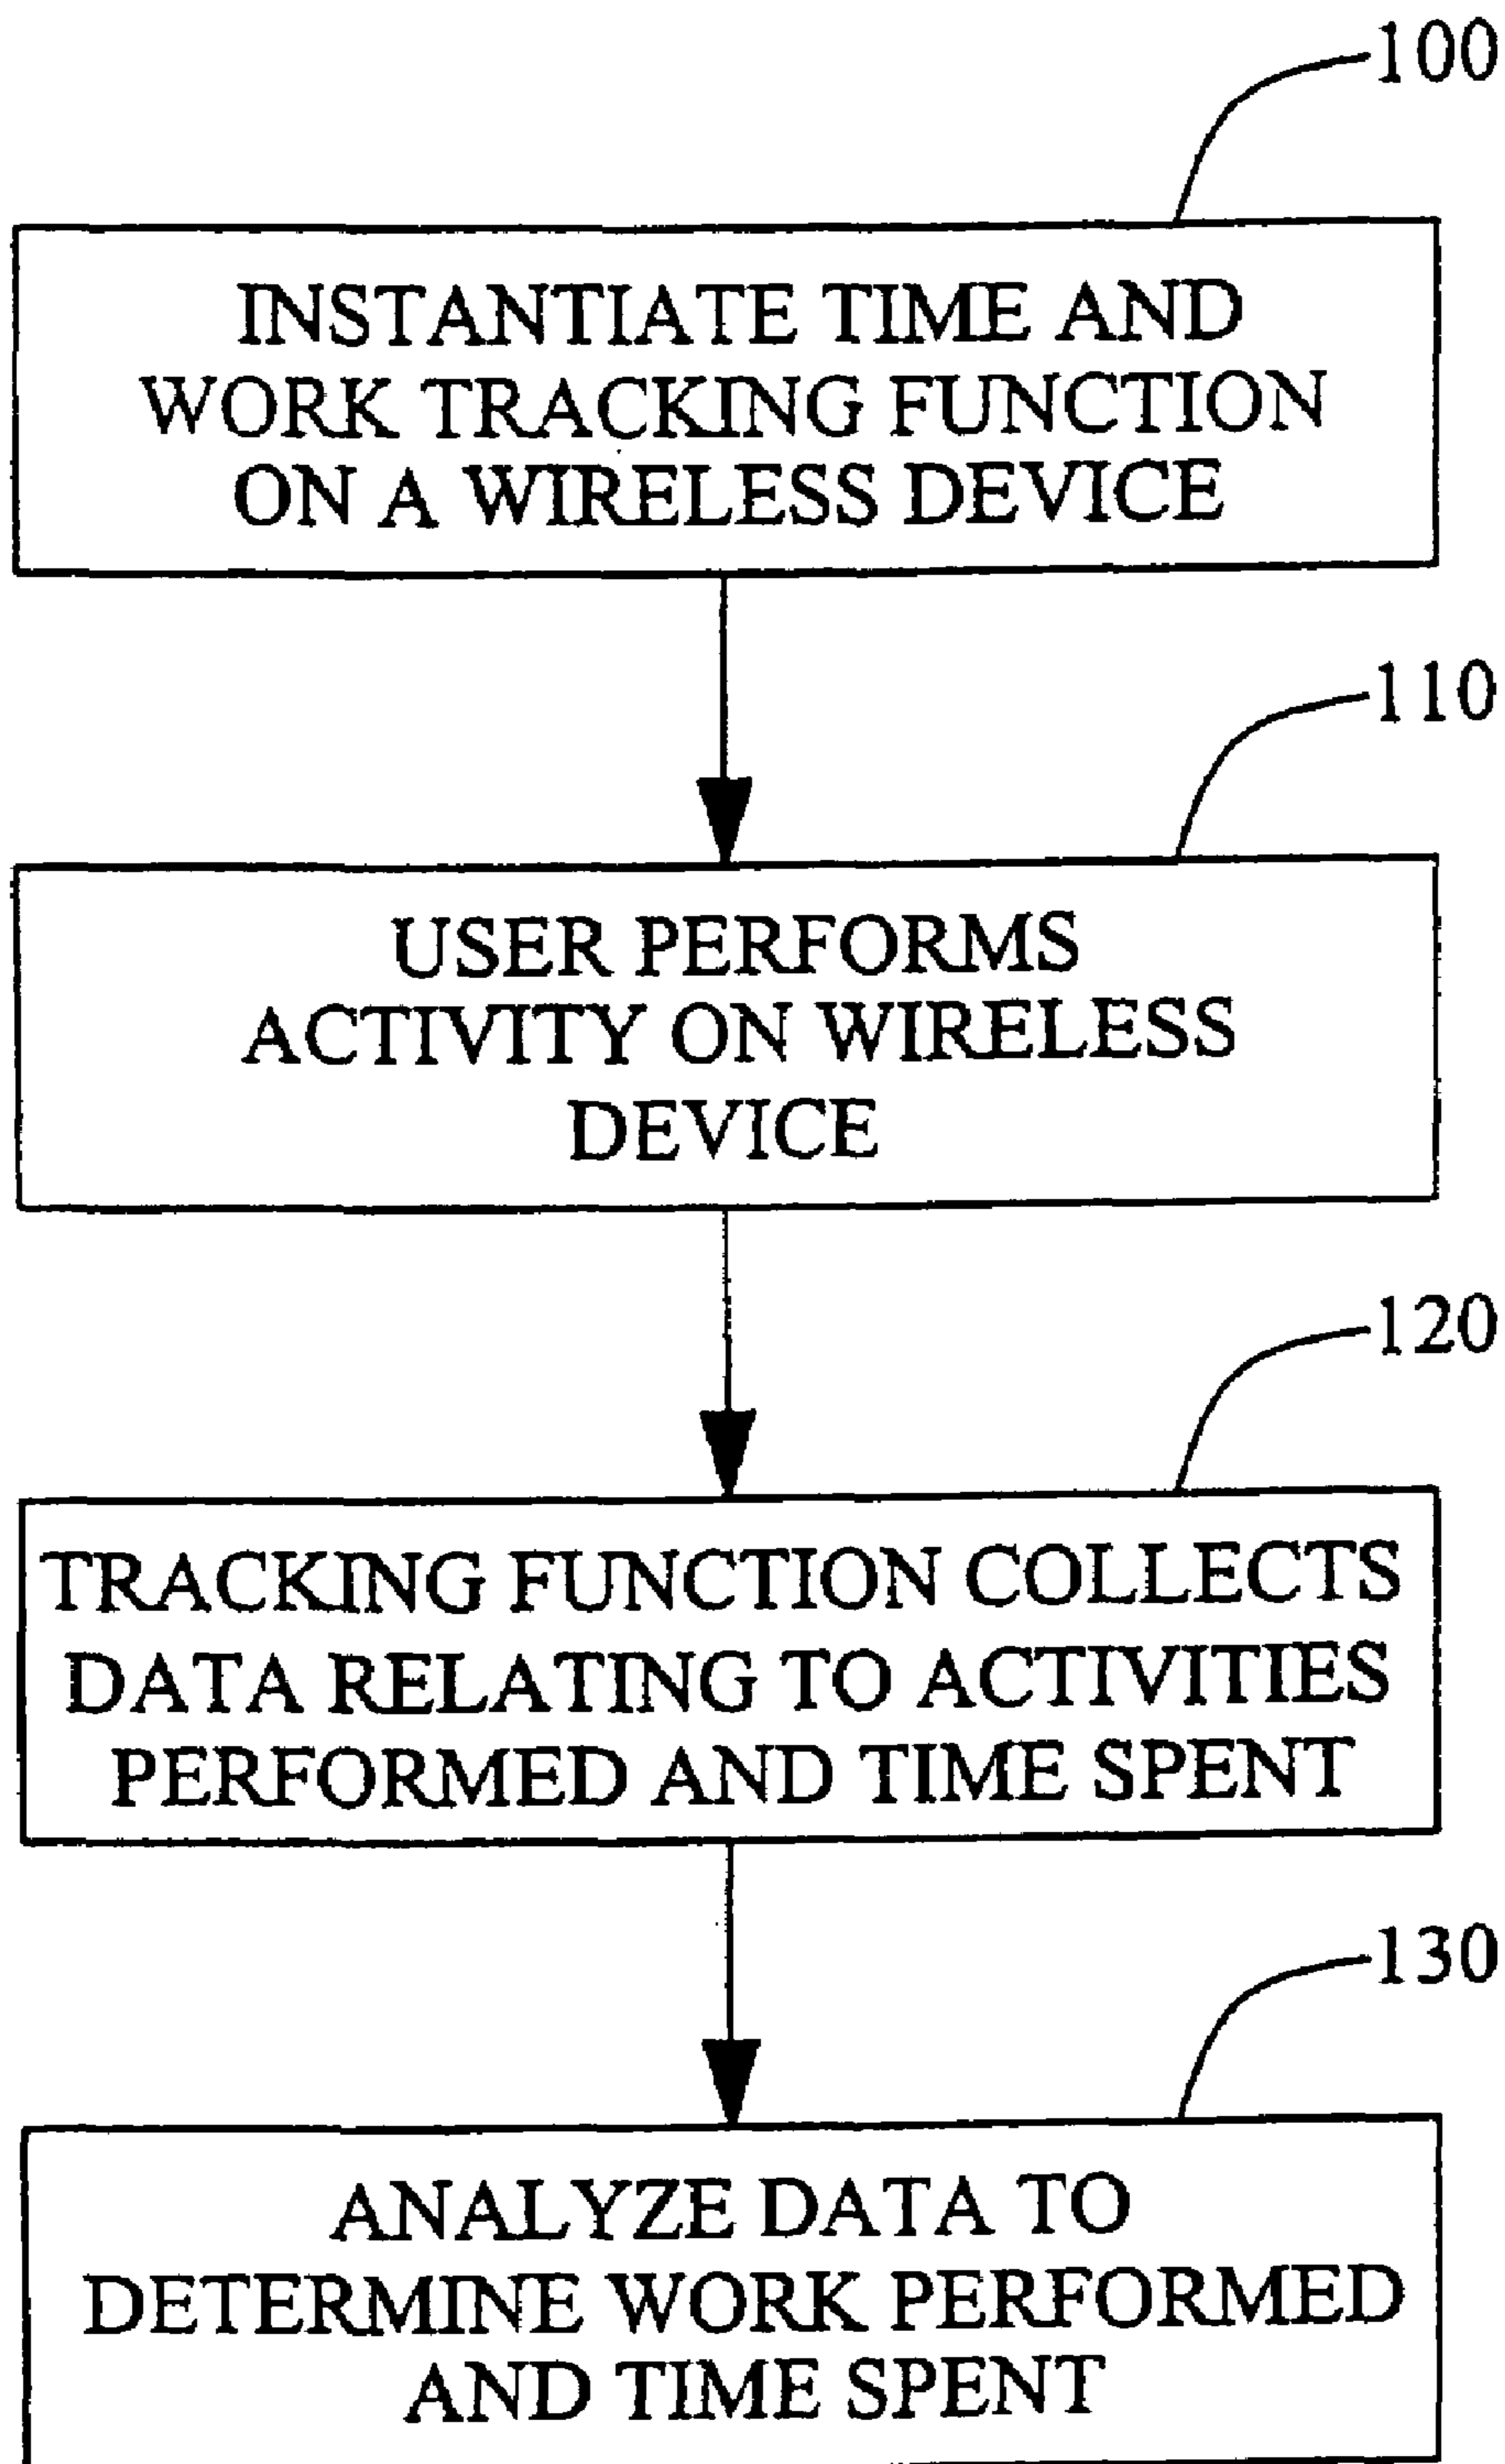 100
INSTANTIATE TIME AND
WORK TRACKING FUNCTION
ON A WIRELESS DEVICE
110
USER PERFORMS
ACTIVITY ON WIRELESS
DEVICE
120
TRACKING FUNCTION COLLECTS
DATA RELATING TO ACTIVITIES
PERFORMED AND TIME SPENT
130
ANALYZE DATA TO
DETERMINE WORK PERFORMED
AND TIME SPENT